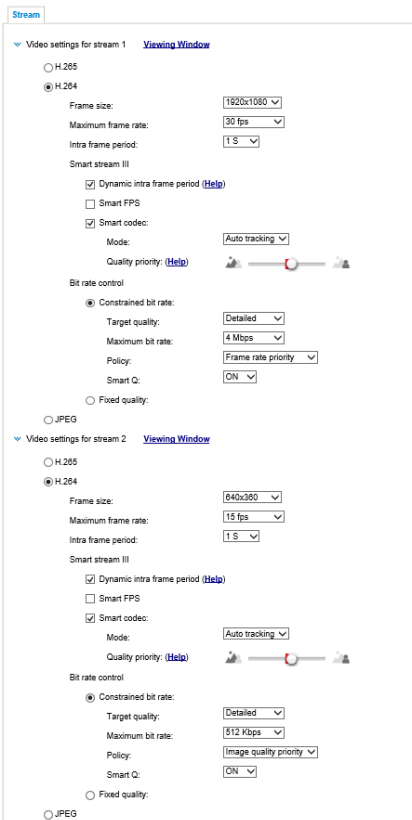 Stream
Video settings for stream 1 Viewing Window
H.265
H.264
Frame size: 1920x1080
Maximum frame rate: 30 fps
Intra frame period: 1 S
Smart stream III
Dynamic intra frame period (Help)
Smart FPS
Smart codec:
Mode: Auto tracking
Quality priority: (Help)
Bit rate control
Constrained bit rate:
Target quality: Detailed
Maximum bit rate: 4 Mbps
Policy: Frame rate priority
Smart Q: ON
Fixed quality:
JPEG
Video settings for stream 2 Viewing Window
H.265
H.264
Frame size: 640x360
Maximum frame rate: 15 fps
Intra frame period: 1 S
Smart stream III
Dynamic intra frame period (Help)
Smart FPS
Smart codec:
Mode: Auto tracking
Quality priority: (Help)
Bit rate control
Constrained bit rate:
Target quality: Detailed
Maximum bit rate: 512 Kbps
Policy: Image quality priority
Smart Q: ON
Fixed quality:
JPEG